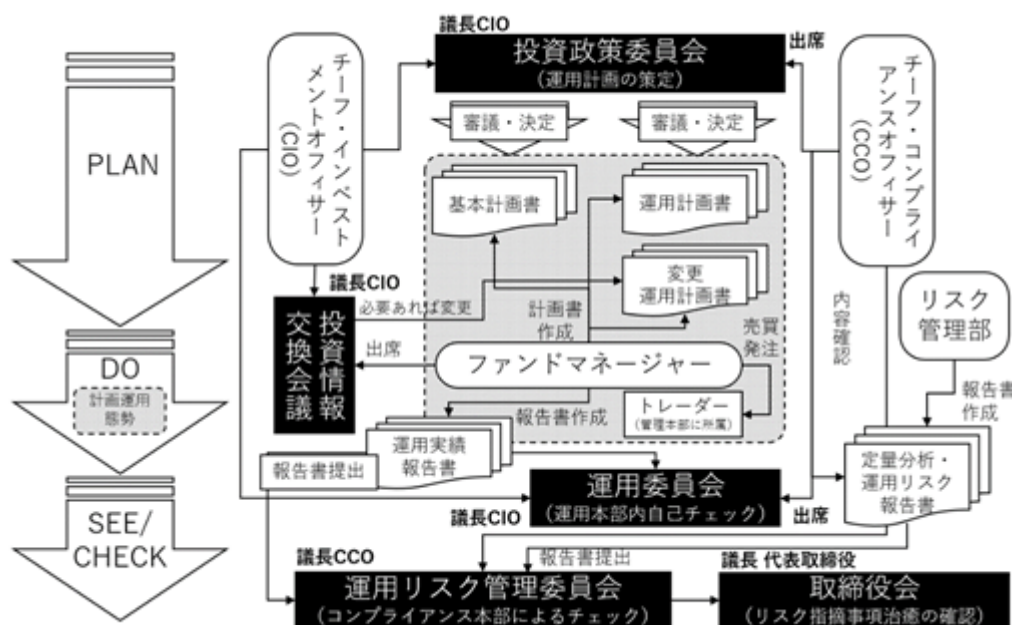 議長CIO
投資政策委員会
(運用計画の策定)
出席
チーフ・インベスト
メントオフィサー
(CIO)
チーフ・コンプライ
アンスオフィサー
(CCO)
PLAN
審議・決定
審議・決定
基本計画書
運用計画書
変更
運用計画書
議長CIO
投資情報
交換会議
必要あれば変更
計画書
作成
売買
発注
内容確認
リスク
管理部
出席
ファンドマネージャー
DO
計画運用
態勢
報告書作成
トレーダー
(管理本部に所属)
報告書
作成
運用実績
報告書
報告書提出
定量分析・
運用リスク
報告書
運用委員会
(運用本部内自己チェック)
議長CIO
出席
SEE/
CHECK
議長CCO
報告書提出
議長 代表取締役
運用リスク管理委員会
(コンプライアンス本部によるチェック)
取締役会
(リスク指摘事項治癒の確認)